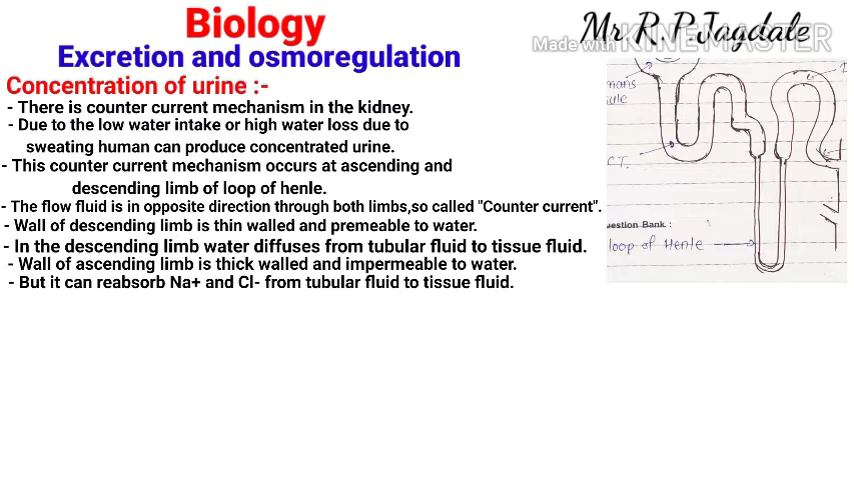 Biology
Mr. R. P Jagdale
Made with KINEMASTER
Excretion and osmoregulation
Concentration of urine :-
- There is counter current mechanism in the kidney.
- Due to the low water intake or high water loss due to
sweating human can produce concentrated urine.
- This counter current mechanism occurs at ascending and
descending limb of loop of henle.
- The flow fluid is in opposite direction through both limbs,so called "Counter current".
- Wall of descending limb is thin walled and premeable to water.
- In the descending limb water diffuses from tubular fluid to tissue fluid.
- Wall of ascending limb is thick walled and impermeable to water.
- But it can reabsorb Na+ and Cl- from tubular fluid to tissue fluid.
mans
ule
C.T.
estion Bank :
loop of Henle